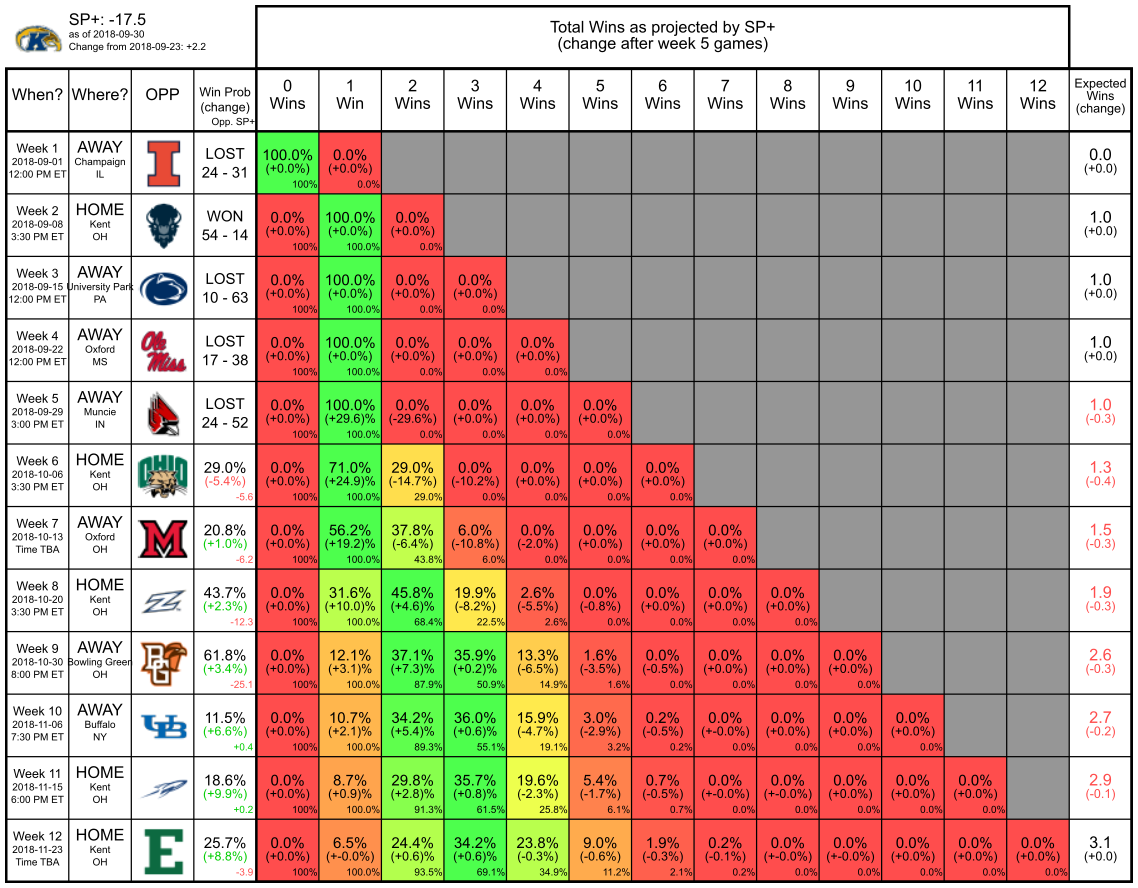 SP+: -17.5
as of 2018-09-30
Change from 2018-09-23: +2.2
Total Wins as projected by SP+
(change after week 5 games)
When? Where? OPP Win Prob (change) Opp. SP+ 0 Wins 1 Win 2 Wins 3 Wins 4 Wins 5 Wins 6 Wins 7 Wins 8 Wins 9 Wins 10 Wins 11 Wins 12 Wins Expected Wins (change)
Week 1 AWAY LOST 100.0% 0.0% 0.0
2018-09-01 Champaign I (+0.0%) (+0.0%) (+0.0)
12:00 PM ET IL 24 - 31 100% 0.0%
Week 2 HOME WON 0.0% 100.0% 0.0% 1.0
2018-09-08 Kent (+0.0%) (+0.0%) (+0.0%) (+0.0)
3:30 PM ET OH 54 - 14 100% 100.0% 0.0%
Week 3 AWAY LOST 0.0% 100.0% 0.0% 0.0% 1.0
2018-09-15 University Park (+0.0%) (+0.0%) (+0.0%) (+0.0%) (+0.0)
12:00 PM ET PA 10 - 63 100% 100.0% 0.0% 0.0%
Week 4 AWAY Ole LOST 0.0% 100.0% 0.0% 0.0% 0.0% 1.0
2018-09-22 Oxford Miss (+0.0%) (+0.0%) (+0.0%) (+0.0%) (+0.0%) (+0.0)
12:00 PM ET MS 17 - 38 100% 100.0% 0.0% 0.0% 0.0%
Week 5 AWAY LOST 0.0% 100.0% 0.0% 0.0% 0.0% 0.0% 1.0
2018-09-29 Muncie (+0.0%) (+29.6)% (-29.6%) (+0.0%) (+0.0%) (+0.0%) (-0.3)
3:00 PM ET IN 24 - 52 100% 100.0% 0.0% 0.0% 0.0% 0.0%
Week 6 HOME OHIO 29.0% 0.0% 71.0% 29.0% 0.0% 0.0% 0.0% 0.0% 1.3
2018-10-06 Kent (-5.4%) (+0.0%) (+24.9)% (-14.7%) (-10.2%) (+0.0%) (+0.0%) (+0.0%) (-0.4)
3:30 PM ET OH -5.6 100% 100.0% 29.0% 0.0% 0.0% 0.0% 0.0%
Week 7 AWAY M 20.8% 0.0% 56.2% 37.8% 6.0% 0.0% 0.0% 0.0% 0.0% 1.5
2018-10-13 Oxford (+1.0%) (+0.0%) (+19.2)% (-6.4%) (-10.8%) (-2.0%) (+0.0%) (+0.0%) (+0.0%) (-0.3)
Time TBA OH -6.2 100% 100.0% 43.8% 6.0% 0.0% 0.0% 0.0% 0.0%
Week 8 HOME Z 43.7% 0.0% 31.6% 45.8% 19.9% 2.6% 0.0% 0.0% 0.0% 0.0% 1.9
2018-10-20 Kent (+2.3%) (+0.0%) (+10.0)% (+4.6%) (-8.2%) (-5.5%) (-0.8%) (+0.0%) (+0.0%) (+0.0%) (-0.3)
3:30 PM ET OH -12.3 100% 100.0% 68.4% 22.5% 2.6% 0.0% 0.0% 0.0% 0.0%
Week 9 AWAY BG 61.8% 0.0% 12.1% 37.1% 35.9% 13.3% 1.6% 0.0% 0.0% 0.0% 0.0% 2.6
2018-10-30 Bowling Green (+3.4%) (+0.0%) (+3.1%) (+7.3%) (+0.2%) (-6.5%) (-3.5%) (-0.5%) (+0.0%) (+0.0%) (+0.0%) (-0.3)
8:00 PM ET OH -25.1 100% 100.0% 87.9% 50.9% 14.9% 1.6% 0.0% 0.0% 0.0% 0.0%
Week 10 AWAY UB 11.5% 0.0% 10.7% 34.2% 36.0% 15.9% 3.0% 0.2% 0.0% 0.0% 0.0% 0.0% 2.7
2018-11-06 Buffalo (+6.6%) (+0.0%) (+2.1%) (+5.4%) (+0.6%) (-4.7%) (-2.9%) (-0.5%) (+-0.0%) (+0.0%) (+0.0%) (+0.0%) (-0.2)
7:30 PM ET NY +0.4 100% 100.0% 89.3% 55.1% 19.1% 3.2% 0.2% 0.0% 0.0% 0.0% 0.0%
Week 11 HOME 18.6% 0.0% 8.7% 29.8% 35.7% 19.6% 5.4% 0.7% 0.0% 0.0% 0.0% 0.0% 0.0% 2.9
2018-11-15 Kent (+9.9%) (+0.0%) (+0.9%) (+2.8%) (+0.8%) (-2.3%) (-1.7%) (-0.5%) (+-0.0%) (+-0.0%) (+0.0%) (+0.0%) (+0.0%) (-0.1)
6:00 PM ET OH +0.2 100% 100.0% 91.3% 61.5% 25.8% 6.1% 0.7% 0.0% 0.0% 0.0% 0.0% 0.0%
Week 12 HOME E 25.7% 0.0% 6.5% 24.4% 34.2% 23.8% 9.0% 1.9% 0.2% 0.0% 0.0% 0.0% 0.0% 0.0% 3.1
2018-11-23 Kent (+8.8%) (+0.0%) (+-0.0%) (+0.6%) (+0.6%) (-0.3%) (-0.6%) (-0.3%) (-0.1%) (+-0.0%) (+-0.0%) (+0.0%) (+0.0%) (+0.0%) (+0.0)
Time TBA OH -3.9 100% 100.0% 93.5% 69.1% 34.9% 11.2% 2.1% 0.2% 0.0% 0.0% 0.0% 0.0% 0.0%